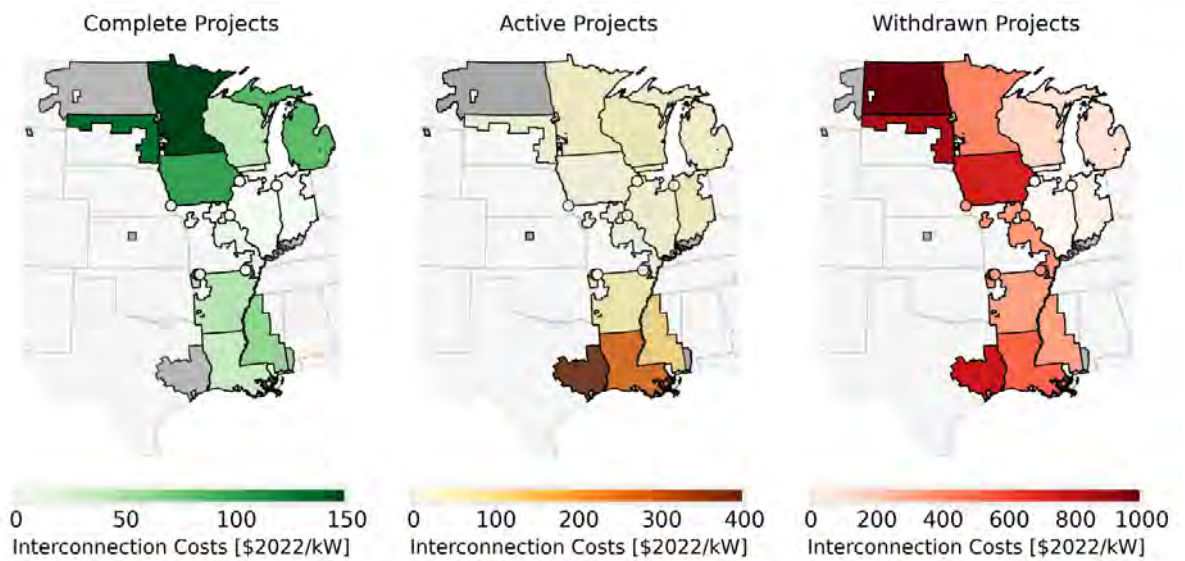 Complete Projects
Active Projects
Withdrawn Projects
0 50 100 150
Interconnection Costs [$2022/kW]
0 100 200 300 400
Interconnection Costs [$2022/kW]
0 200 400 600 800 1000
Interconnection Costs [$2022/kW]